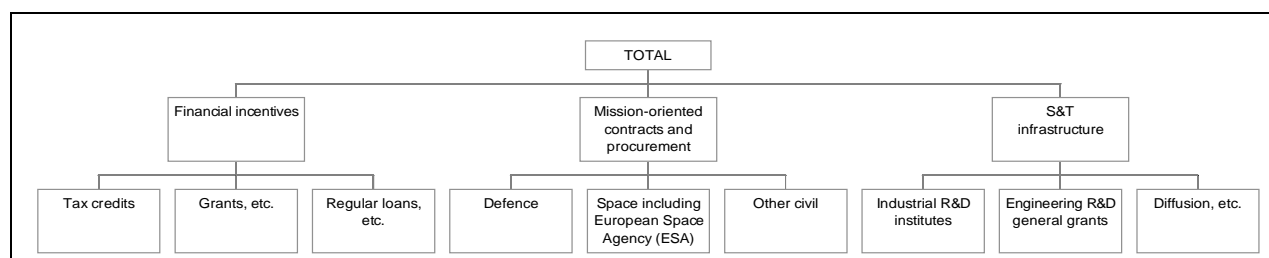 TOTAL
Financial incentives
Mission-oriented
contracts and
procurement
S&T
infrastructure
Tax credits
Grants, etc.
Regular loans,
etc.
Defence
Space including
European Space
Agency (ESA)
Other civil
Industrial R&D
institutes
Engineering R&D
general grants
Diffusion, etc.